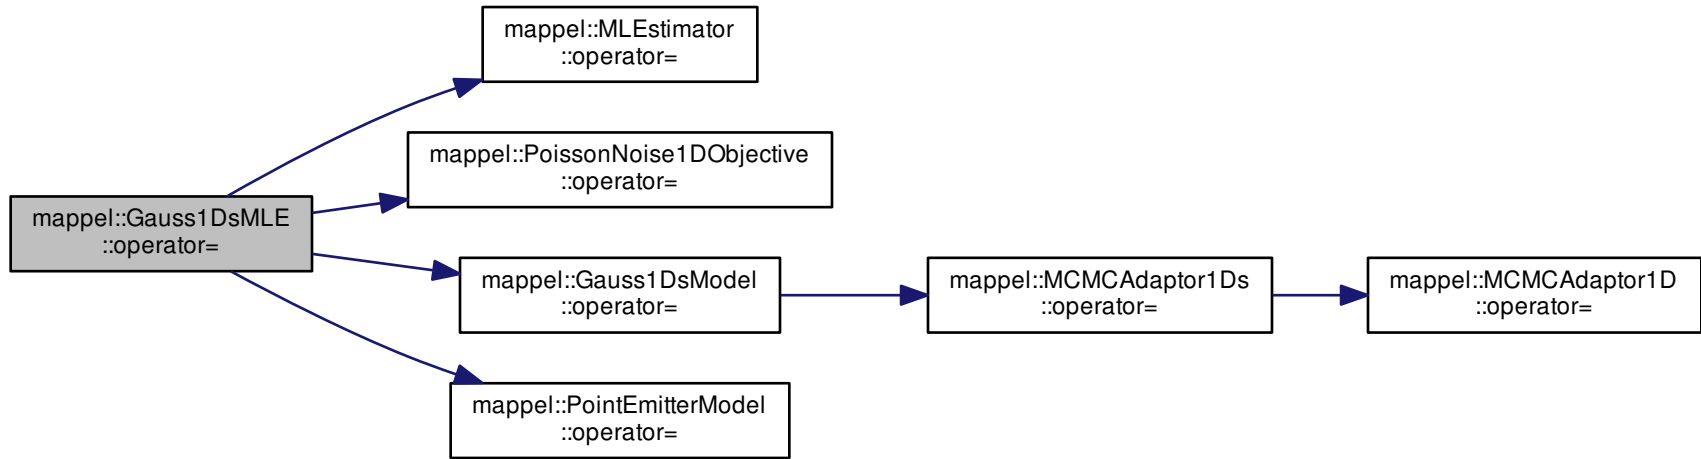 mappel::MLEstimator
::operator=
mappel::PoissonNoise1DObjective
::operator=
mappel::Gauss1DsMLE
::operator=
mappel::Gauss1DsModel
::operator=
mappel::MCMCAdaptor1Ds
::operator=
mappel::MCMCAdaptor1D
::operator=
mappel::PointEmitterModel
::operator=